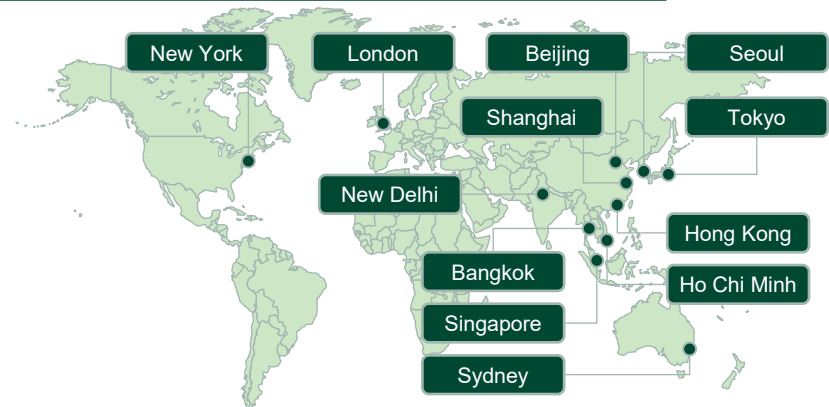 New York
London
Beijing
Seoul
Shanghai
Tokyo
New Delhi
Hong Kong
Bangkok
Ho Chi Minh
Singapore
Sydney